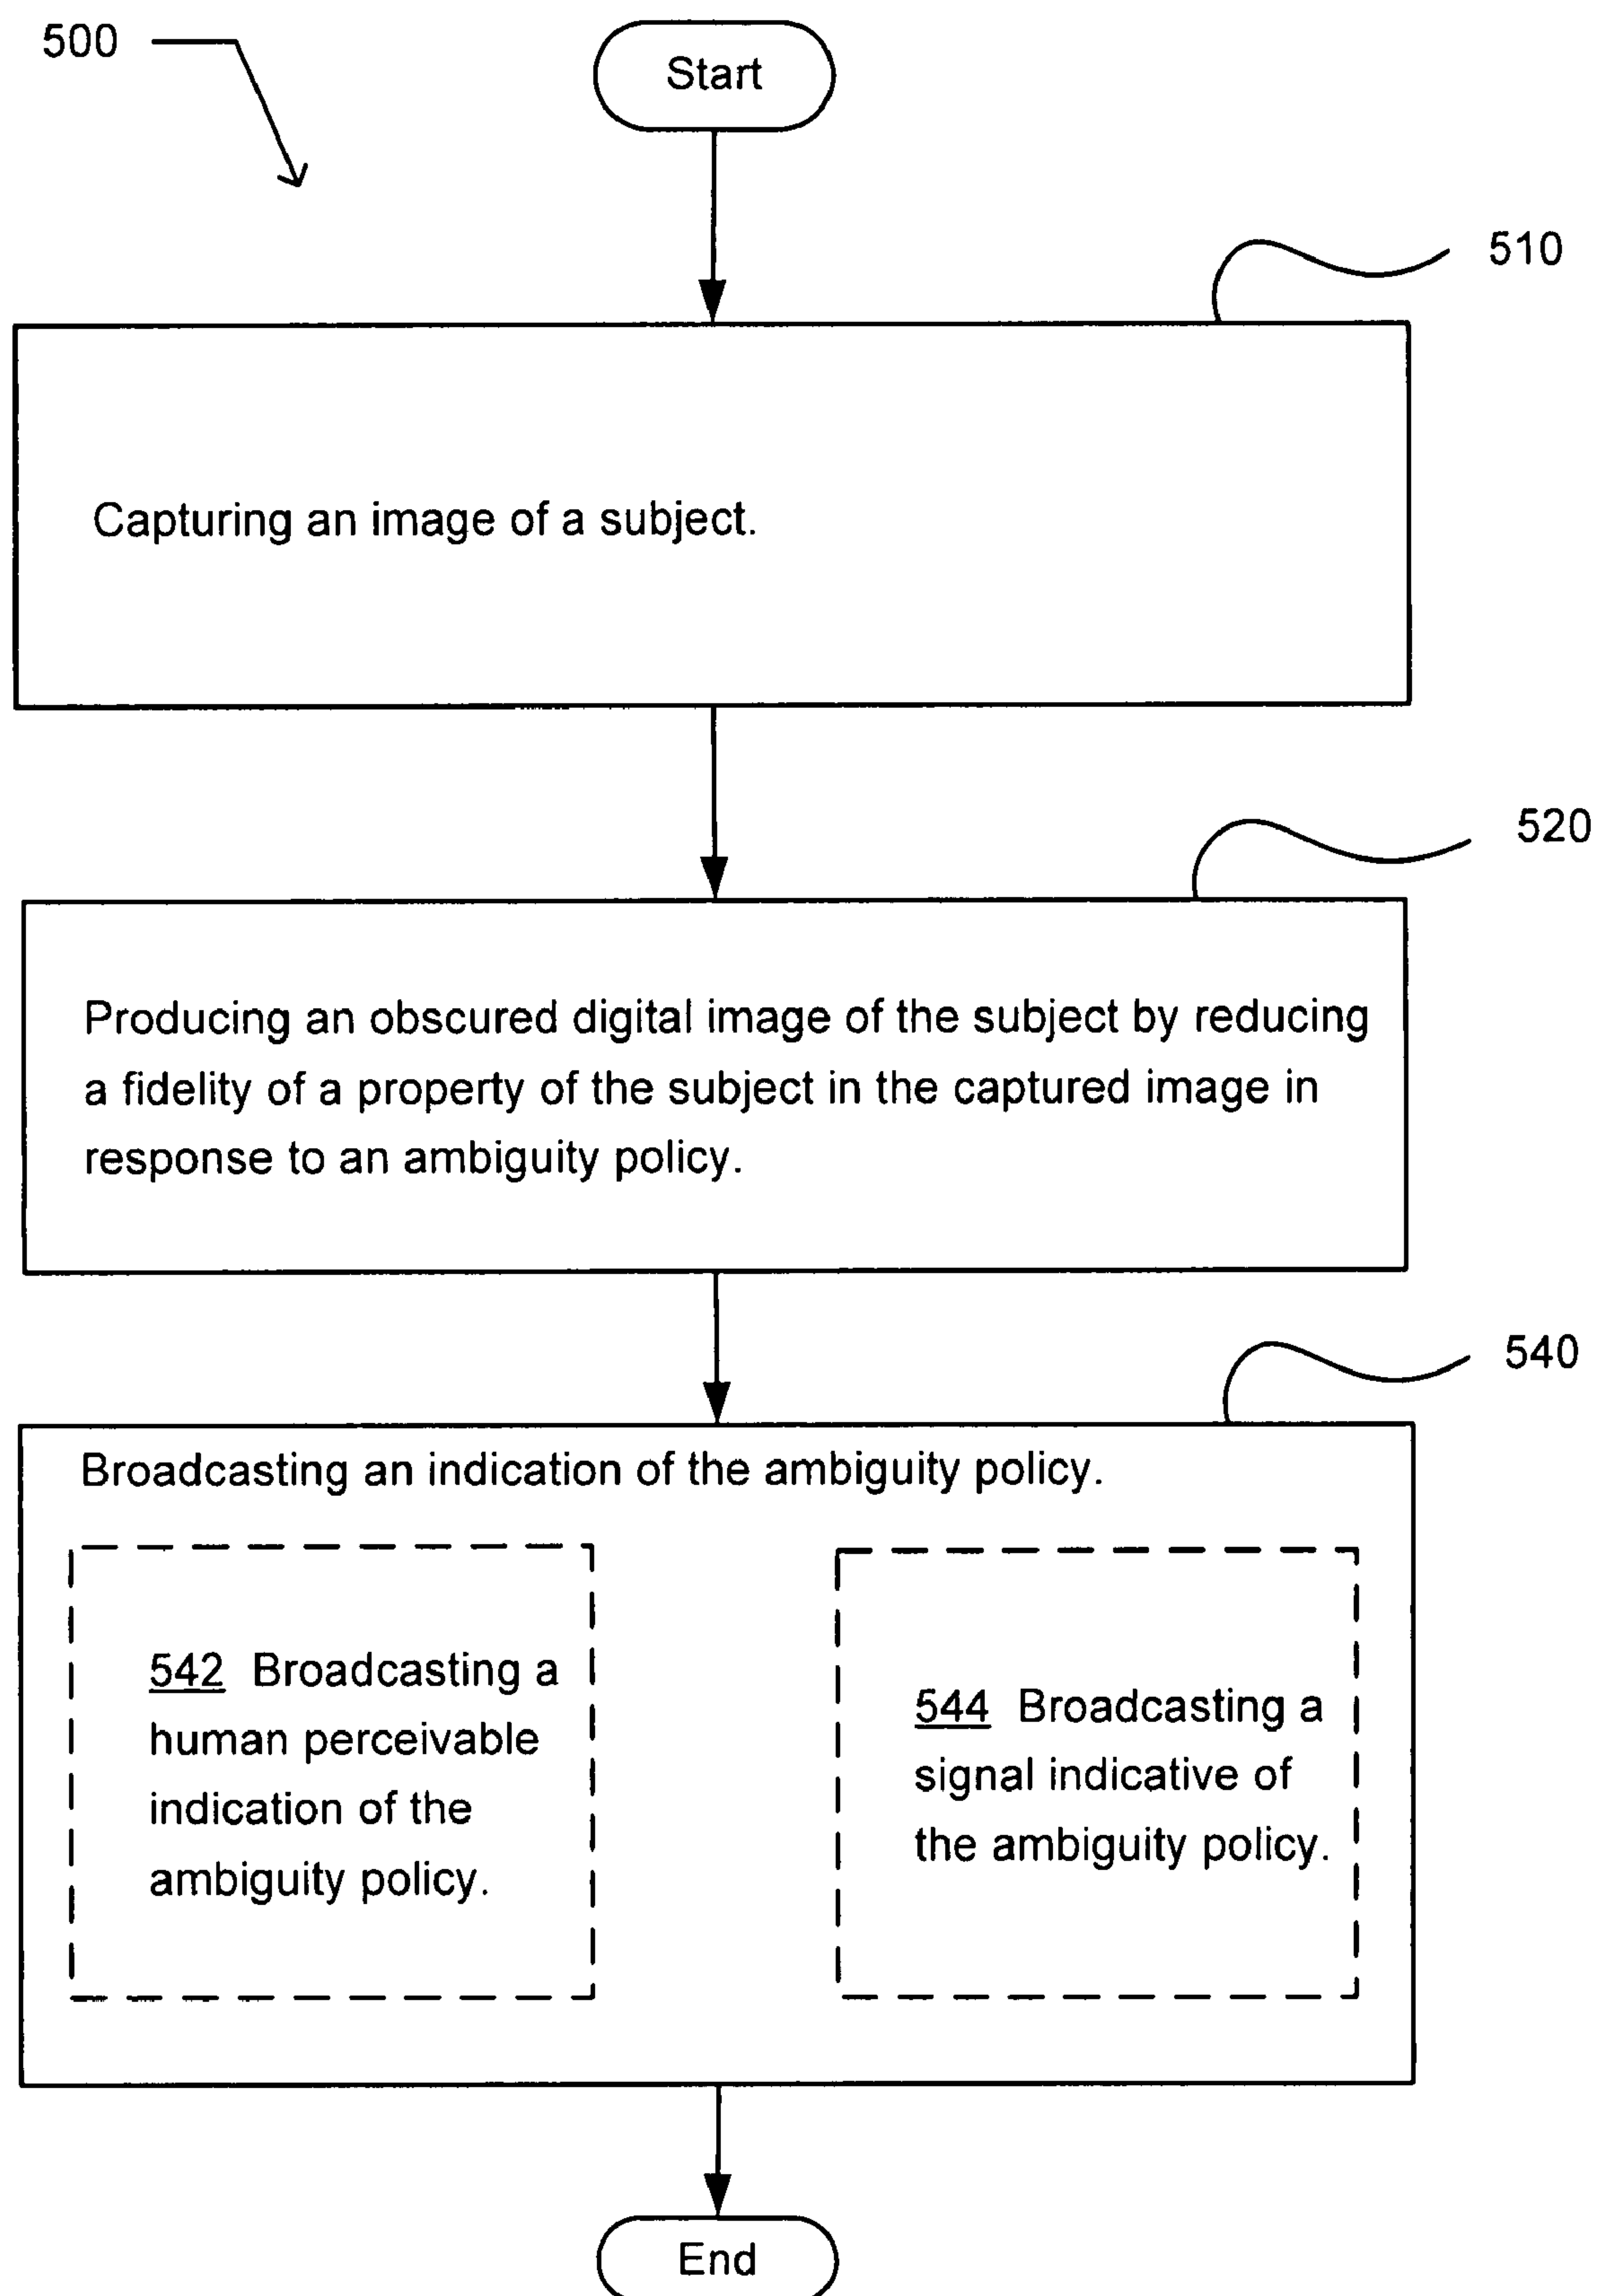 500
Start
510
Capturing an image of a subject.
520
Producing an obscured digital image of the subject by reducing
a fidelity of a property of the subject in the captured image in
response to an ambiguity policy.
540
Broadcasting an indication of the ambiguity policy.
542 Broadcasting a
human perceivable
indication of the
ambiguity policy.
544 Broadcasting a
signal indicative of
the ambiguity policy.
End